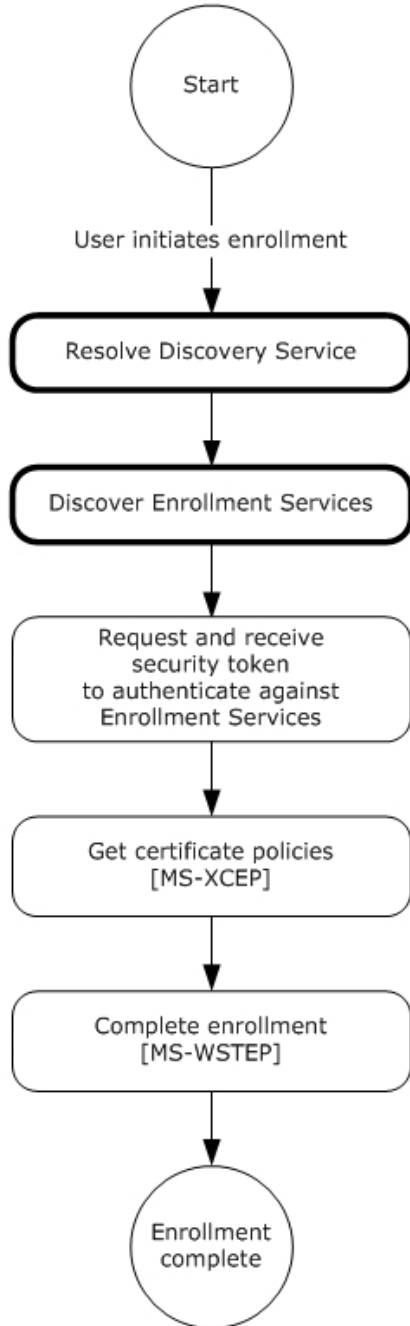 Start
User initiates enrollment
Resolve Discovery Service
Discover Enrollment Services
Request and receive
security token
to authenticate against
Enrollment Services
Get certificate policies
[MS-XCEP]
Complete enrollment
[MS-WSTEP]
Enrollment
complete